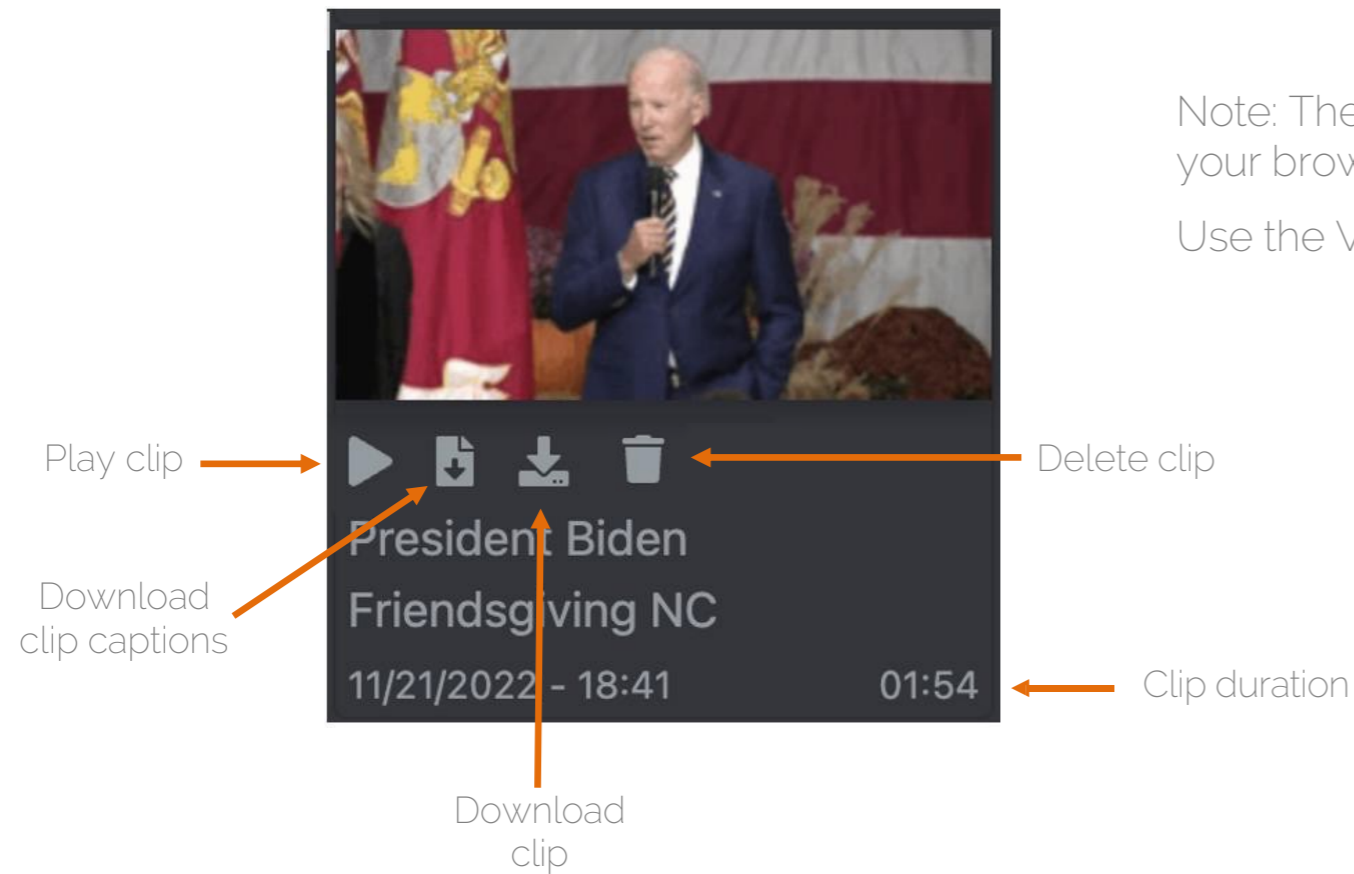 Note: The
your brow
Use the V
Play clip
Delete clip
President Biden
Download
clip captions
Friendsgiving NC
11/21/2022 - 18:41
01:54
Clip duration
Download
clip